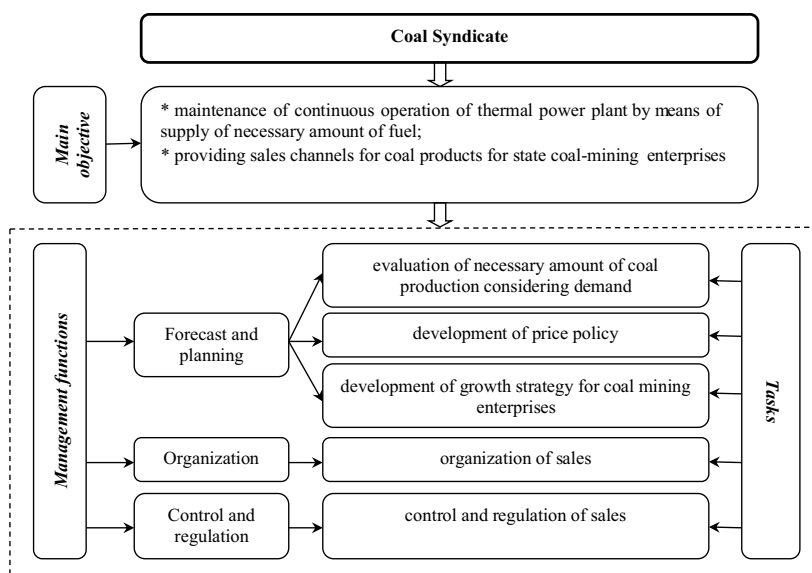 Coal Syndicate
Main
objective
* maintenance of continuous operation of thermal power plant by means of
supply of necessary amount of fuel;
* providing sales channels for coal products for state coal-mining enterprises
Management functions
Forecast and
planning
evaluation of necessary amount of coal
production considering demand
development of price policy
development of growth strategy for coal mining
enterprises
Organization
organization of sales
Control and
regulation
control and regulation of sales
Tasks